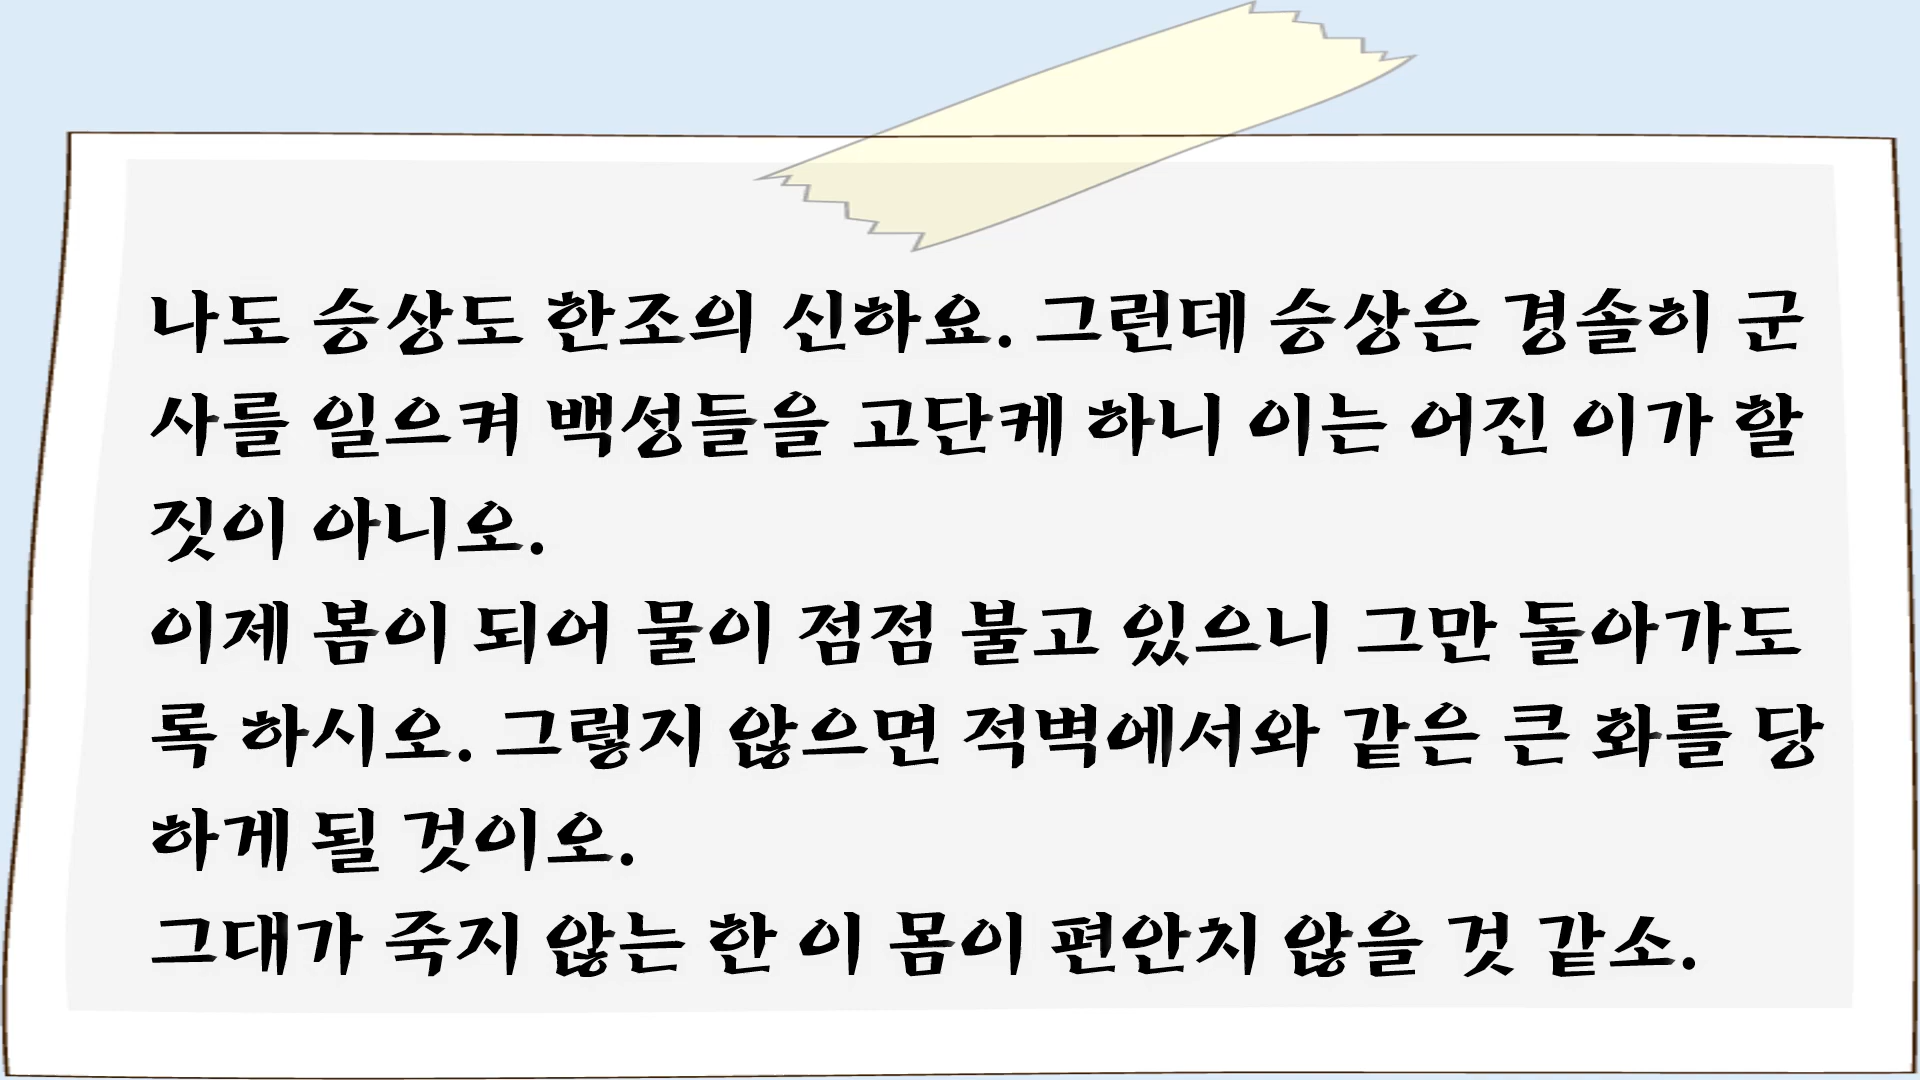 나도 승상도 한조의 신하요. 그런데 승상은 경솔히 군
사를 일으켜 백성들을 고단케 하니 이는 어진 이가 할
짓이 아니오.
이제 봄이 되어 물이 점점 불고 있으니 그만 돌아가도
록 하시오. 그렇지 않으면 적벽에서와 같은 큰 화를 당
하게 될 것이오.
그대가 죽지 않는 한 이 몸이 편안치 않을 것 같소.